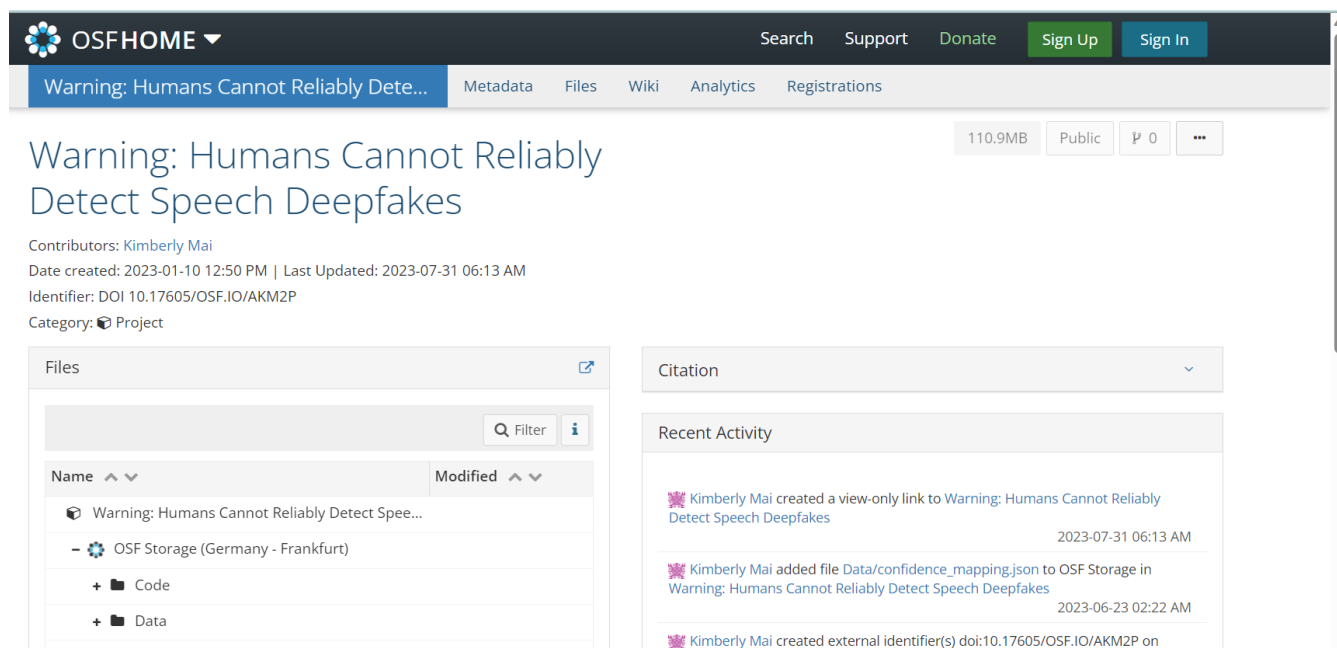 OSFHOME
Search Support Donate Sign Up Sign In
Warning: Humans Cannot Reliably Dete... Metadata Files Wiki Analytics Registrations
110.9MB Public 0 ...
Warning: Humans Cannot Reliably
Detect Speech Deepfakes
Contributors: Kimberly Mai
Date created: 2023-01-10 12:50 PM | Last Updated: 2023-07-31 06:13 AM
Identifier: DOI 10.17605/OSF.IO/AKM2P
Category: Project
Files
Filter i
Name Modified
Warning: Humans Cannot Reliably Detect Spee...
– OSF Storage (Germany - Frankfurt)
+ Code
+ Data
Citation
Recent Activity
Kimberly Mai created a view-only link to Warning: Humans Cannot Reliably
Detect Speech Deepfakes
2023-07-31 06:13 AM
Kimberly Mai added file Data/confidence_mapping.json to OSF Storage in
Warning: Humans Cannot Reliably Detect Speech Deepfakes
2023-06-23 02:22 AM
Kimberly Mai created external identifier(s) doi:10.17605/OSF.IO/AKM2P on